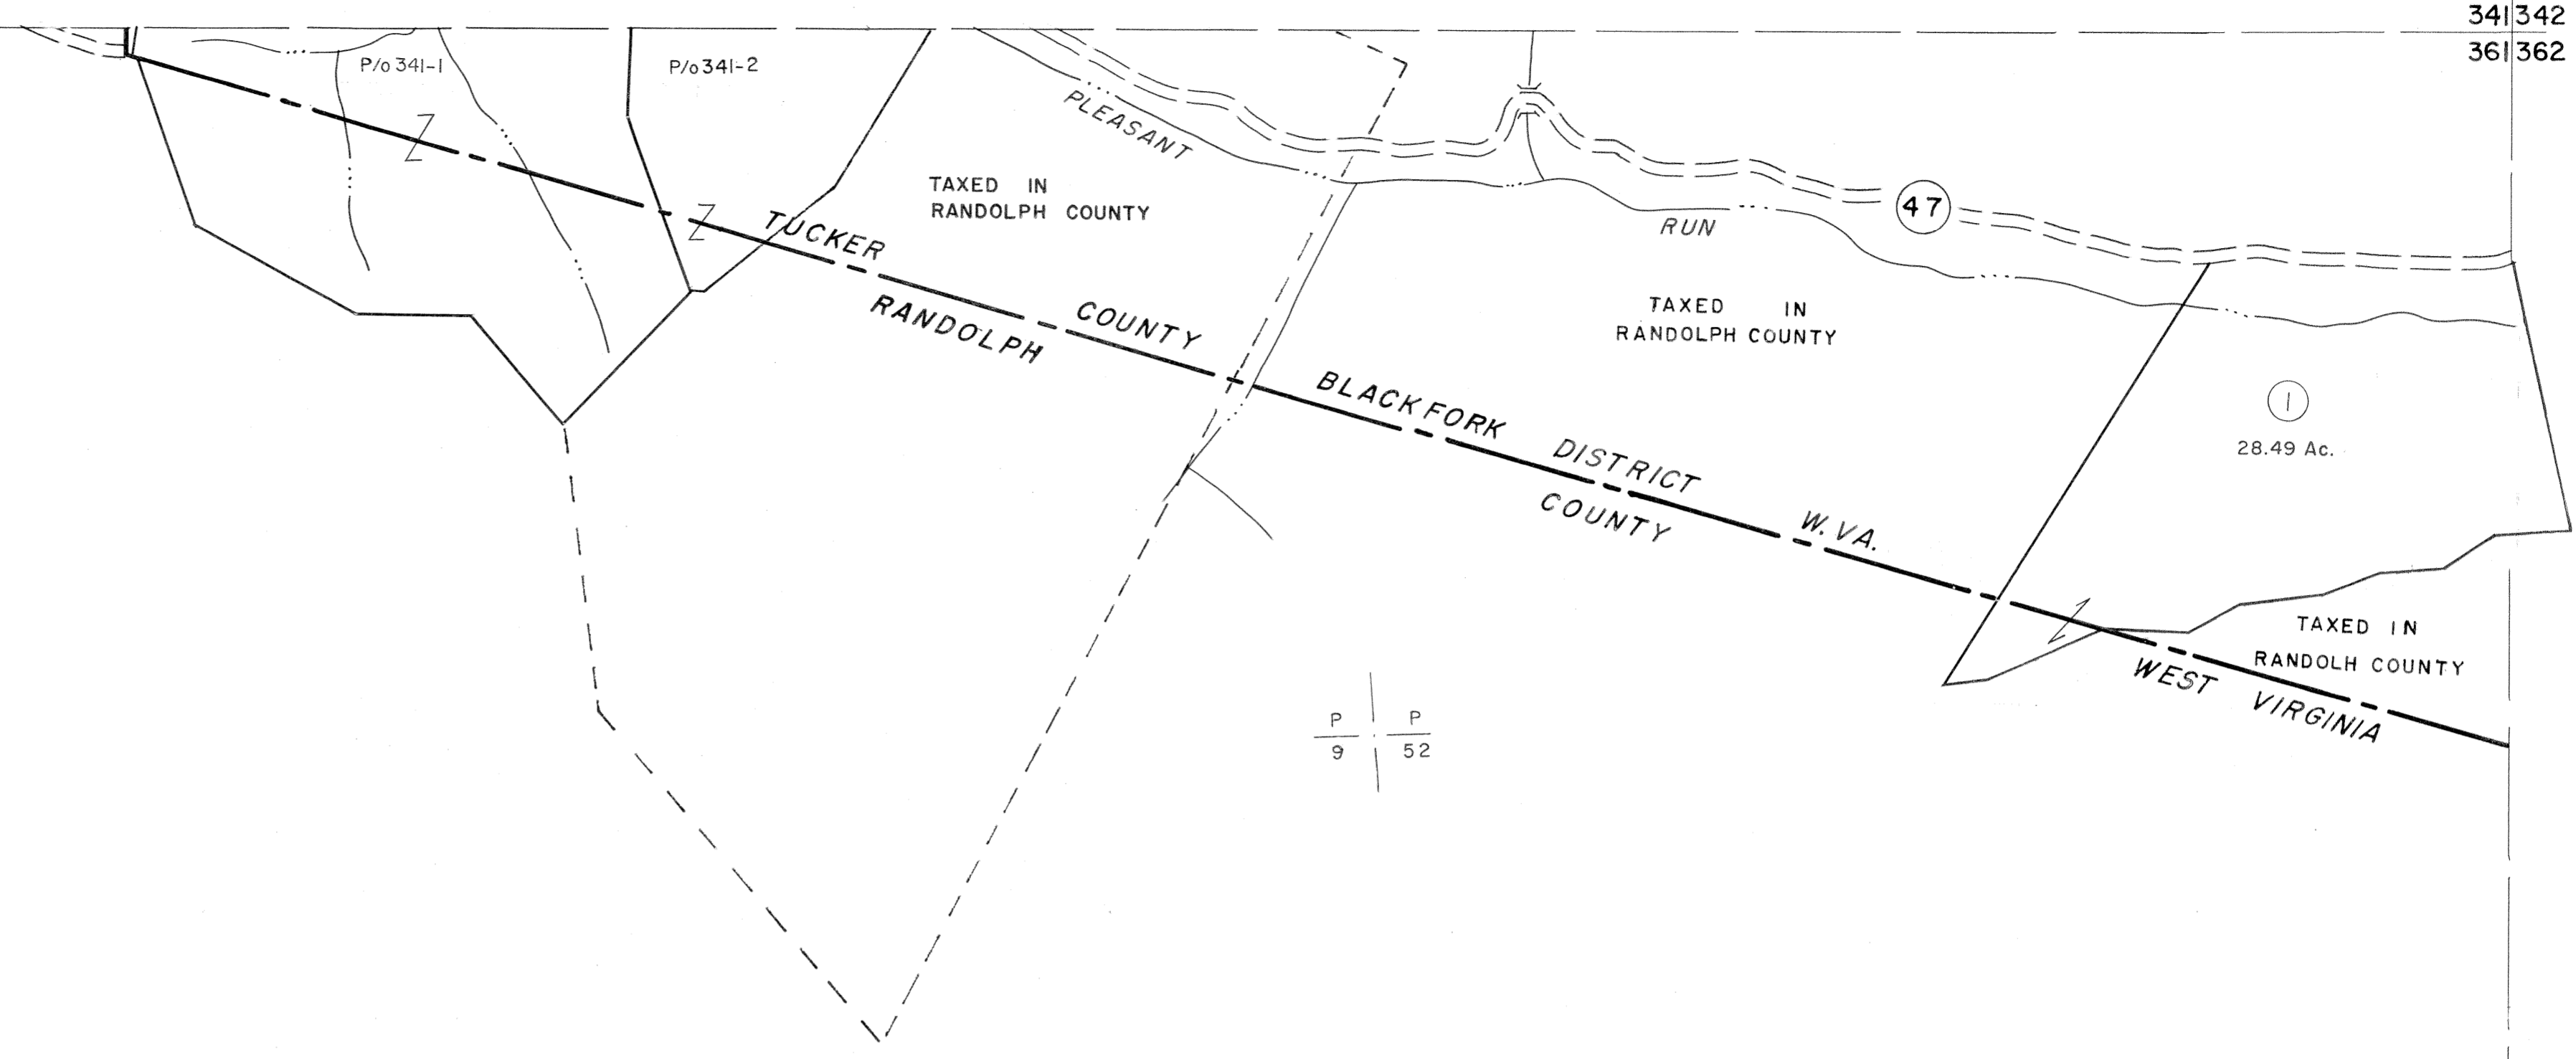 341 342
361 362
P/o 341-1
P/o 341-2
PLEASANT
RUN
47
TAXED IN
RANDOLPH COUNTY
TUCKER COUNTY BLACKFORK DISTRICT W.VA.
RANDOLPH COUNTY WEST VIRGINIA
TAXED IN
RANDOLPH COUNTY
1
28.49 Ac.
TAXED IN
RANDOLH COUNTY
P P
9 52